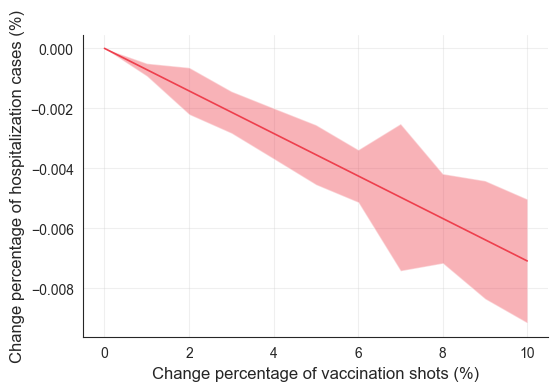 Change percentage of hospitalization cases (%)
0.000
−0.002
−0.004
−0.006
−0.008
0 2 4 6 8 10
Change percentage of vaccination shots (%)